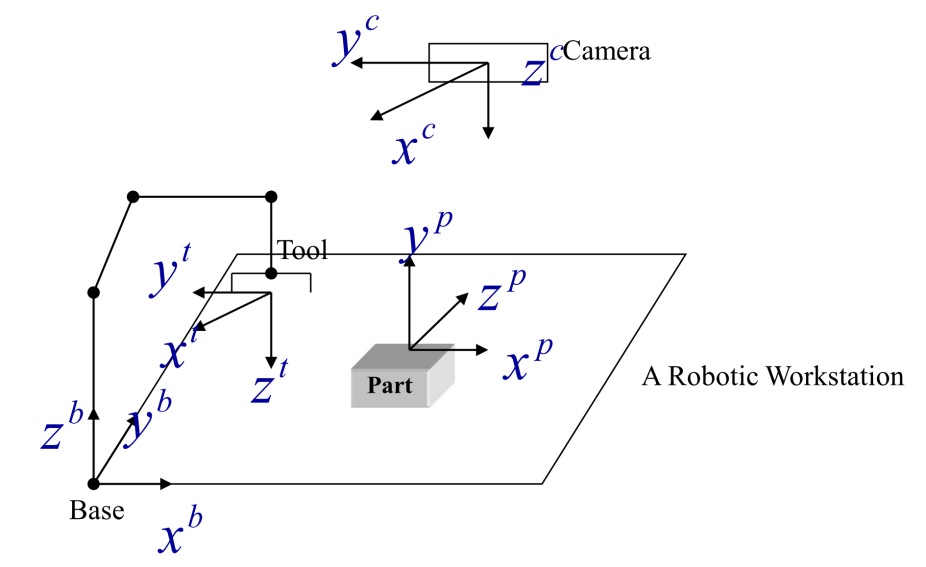 y^c
z^c
Camera
x^c
Tool
y^p
y^t
z^p
x^t
x^p
z^t
Part
A Robotic Workstation
z^b
y^b
Base
x^b